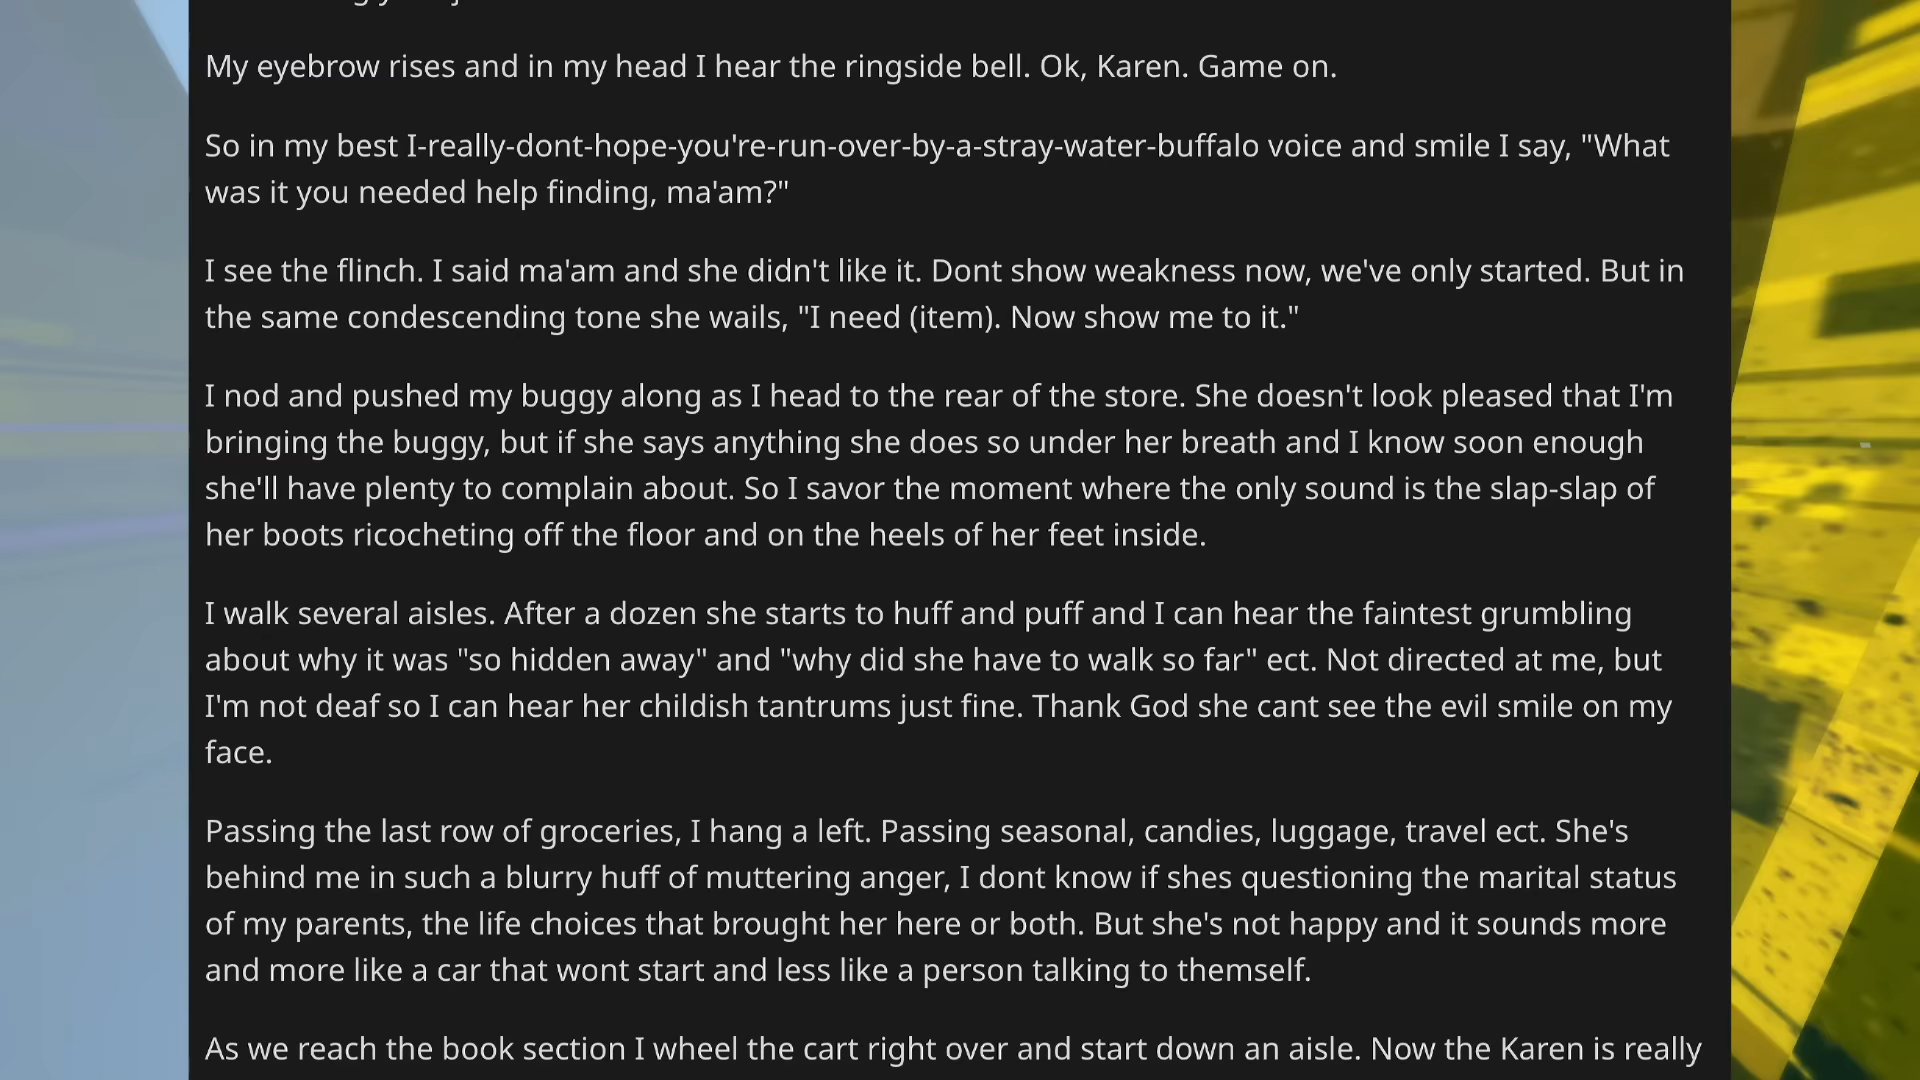 My eyebrow rises and in my head I hear the ringside bell. Ok, Karen. Game on.
So in my best I-really-dont-hope-you're-run-over-by-a-stray-water-buffalo voice and smile I say, "What
was it you needed help finding, ma'am?"
I see the flinch. I said ma'am and she didn't like it. Dont show weakness now, we've only started. But in
the same condescending tone she wails, "I need (item). Now show me to it."
I nod and pushed my buggy along as I head to the rear of the store. She doesn't look pleased that I'm
bringing the buggy, but if she says anything she does so under her breath and I know soon enough
she'll have plenty to complain about. So I savor the moment where the only sound is the slap-slap of
her boots ricocheting off the floor and on the heels of her feet inside.
I walk several aisles. After a dozen she starts to huff and puff and I can hear the faintest grumbling
about why it was "so hidden away" and "why did she have to walk so far" ect. Not directed at me, but
I'm not deaf so I can hear her childish tantrums just fine. Thank God she cant see the evil smile on my
face.
Passing the last row of groceries, I hang a left. Passing seasonal, candies, luggage, travel ect. She's
behind me in such a blurry huff of muttering anger, I dont know if shes questioning the marital status
of my parents, the life choices that brought her here or both. But she's not happy and it sounds more
and more like a car that wont start and less like a person talking to themself.
As we reach the book section I wheel the cart right over and start down an aisle. Now the Karen is really